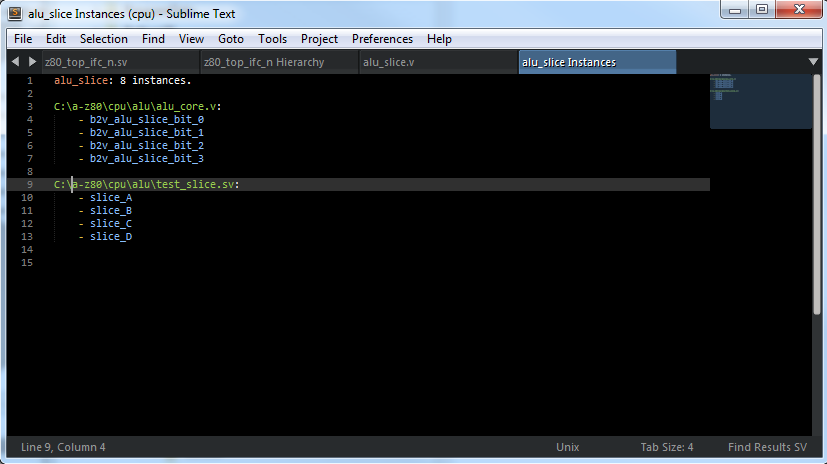 alu_slice Instances (cpu) - Sublime Text
File Edit Selection Find View Goto Tools Project Preferences Help
z80_top_ifc_n.sv z80_top_ifc_n Hierarchy alu_slice.v alu_slice Instances
1 alu_slice: 8 instances.
2
3 C:\a-z80\cpu\alu\alu_core.v:
4 - b2v_alu_slice_bit_0
5 - b2v_alu_slice_bit_1
6 - b2v_alu_slice_bit_2
7 - b2v_alu_slice_bit_3
8
9 C:\a-z80\cpu\alu\test_slice.sv:
10 - slice_A
11 - slice_B
12 - slice_C
13 - slice_D
14
15
Line 9, Column 4 Unix Tab Size: 4 Find Results SV